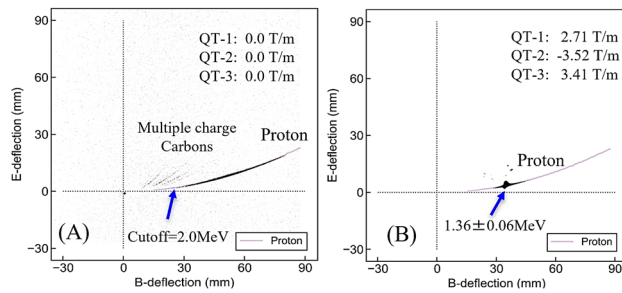 (A)
QT-1: 0.0 T/m
QT-2: 0.0 T/m
QT-3: 0.0 T/m
Multiple charge
Carbons
Proton
Cutoff=2.0MeV
Proton
E-deflection (mm)
90
60
30
0
−30
−30
0
30
60
90
B-deflection (mm)
(B)
QT-1: 2.71 T/m
QT-2: -3.52 T/m
QT-3: 3.41 T/m
Proton
1.36±0.06MeV
Proton
E-deflection (mm)
90
60
30
0
−30
−30
0
30
60
90
B-deflection (mm)